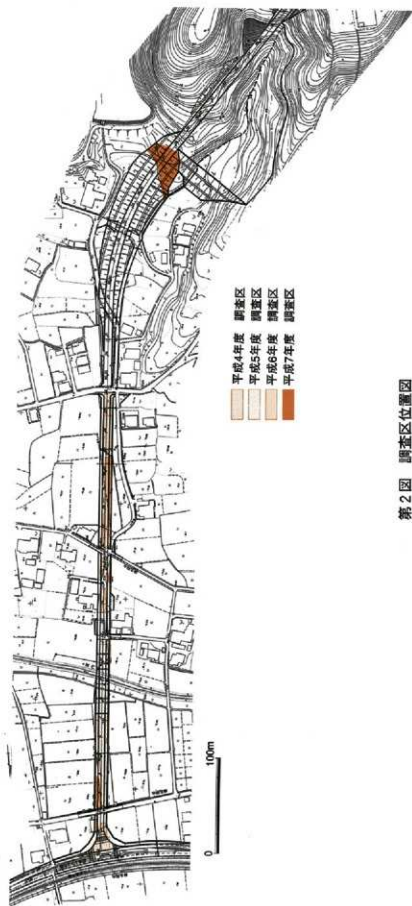 平成4年度 調査区
平成5年度 調査区
平成6年度 調査区
平成7年度 調査区
0 100m
第2図 調査区位置図